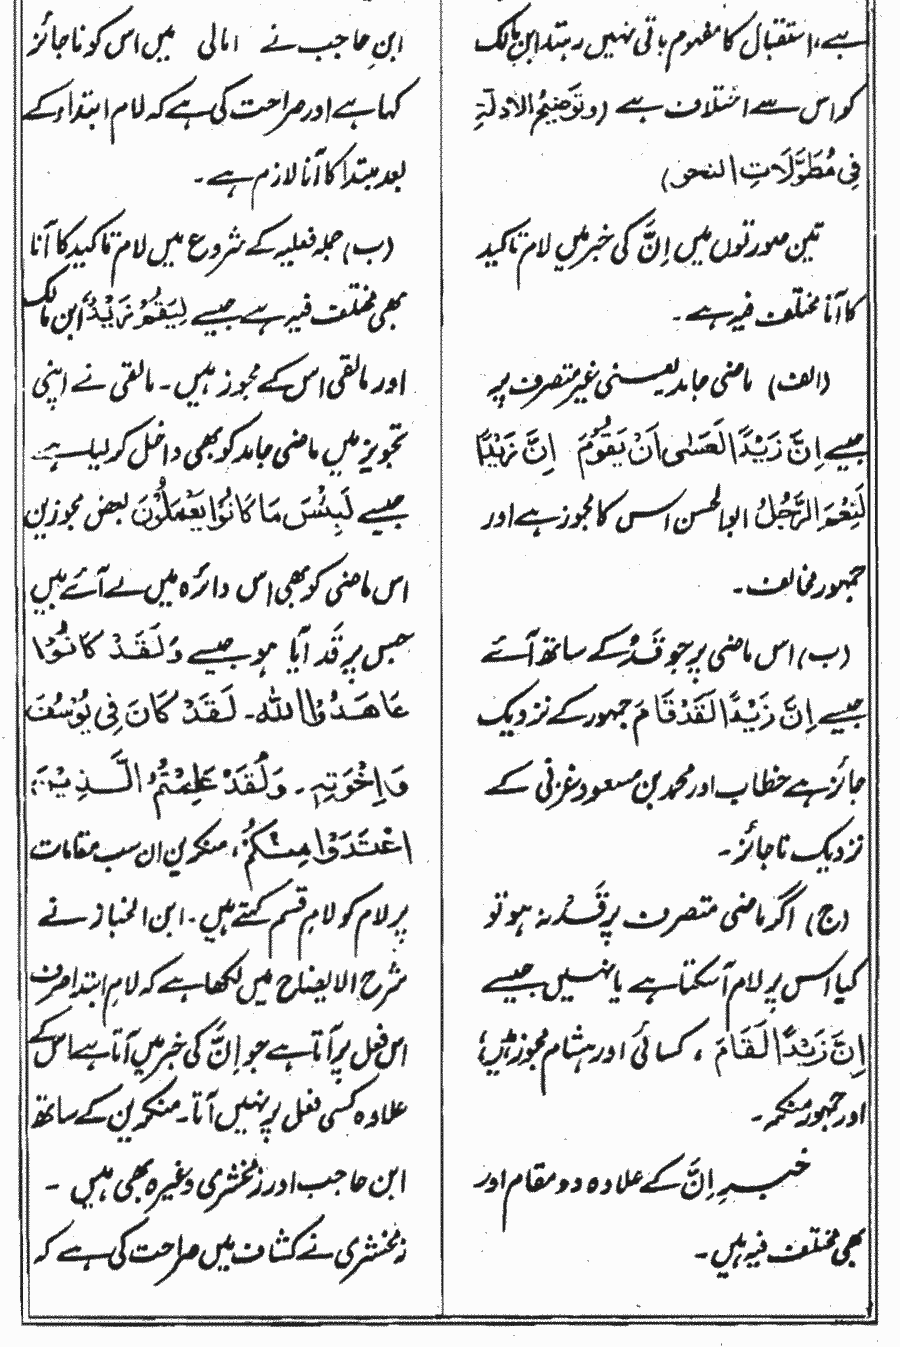 ہے، استقبال کا مفہوم باقی نہیں رہتا ابن مالک
کو اس سے اختلاف ہے (وتَوضِیحُ الادلَۃِ
فِی مُطَوَّلَاتِ النحو)
تین صورتوں میں اِنَّ کی خبر میں لام تاکید
کا آنا مختلف فیہ ہے۔
(الف) ماضی جامد یعنی غیر متصرف پر
جیسے اِنَّ زَیْدًا لَعَسٰی اَنْ یَقُوْمَ اِنَّ زَیْدًا
لَنِعْمَ الرَّجُلُ ابوالحسن اس کا مجوز ہے اور
جمہور مخالف۔
(ب) اس ماضی پر جو قَدْ کے ساتھ آئے
جیسے اِنَّ زَیْدًا لَقَدْ قَامَ جمہور کے نزدیک
جائز ہے خطاب اور محمد بن مسعود غزنی کے
نزدیک ناجائز۔
(ج) اگر ماضی متصرف پر قَدْ نہ ہو تو
کیا اس پر لام آسکتا ہے یا نہیں جیسے
اِنَّ زَیْدًا لَقَامَ ، کسائی اور ہشام مجوز ہیں،
اور جمہور منکر۔
خبر اِنَّ کے علاوہ دو مقام اور
بھی مختلف فیہ ہیں۔
ابنِ حاجب نے امالی میں اس کو ناجائز
کہا ہے اور صراحت کی ہے کہ لام ابتداء کے
بعد مبتدا کا آنا لازم ہے۔
(ب) جملہ فعلیہ کے شروع میں لام تاکید کا آنا
بھی مختلف فیہ ہے جیسے لِیَقُوْمُ زَیْدٌ ابن مالک
اور مالقی اس کے مجوز ہیں۔ مالقی نے اپنی
تجویز میں ماضی جامد کو بھی داخل کر لیا ہے
جیسے لَبِئْسَ مَا کَانُوْا یَعْمَلُوْنَ بعض مجوزین
اس ماضی کو بھی اس دائرہ میں لے آئے ہیں
جس پر قَد آیا ہو جیسے وَلَقَدْ کَانُوْا
عَاھَدُوْا اللہ۔ لَقَدْ کَانَ فِی یُوْسُفَ
وَاِخْوَتِہٖ۔ وَلَقَدْ عَلِمْتُمُ الَّذِیْنَ
اعْتَدَوْا مِنْکُمْ، منکرین ان سب مقامات
پر لام کو لامِ قسم کہتے ہیں۔ ابن الخباز نے
شرح الایضاح میں لکھا ہے کہ لامِ ابتدا صرف
اس فعل پر آتا ہے جو اِنَّ کی خبر میں آتا ہے اس کے
علاوہ کسی فعل پر نہیں آتا۔ منکرین کے ساتھ
ابن حاجب اور زمخشری وغیرہ بھی ہیں۔
زمخشری نے کشاف میں صراحت کی ہے کہ